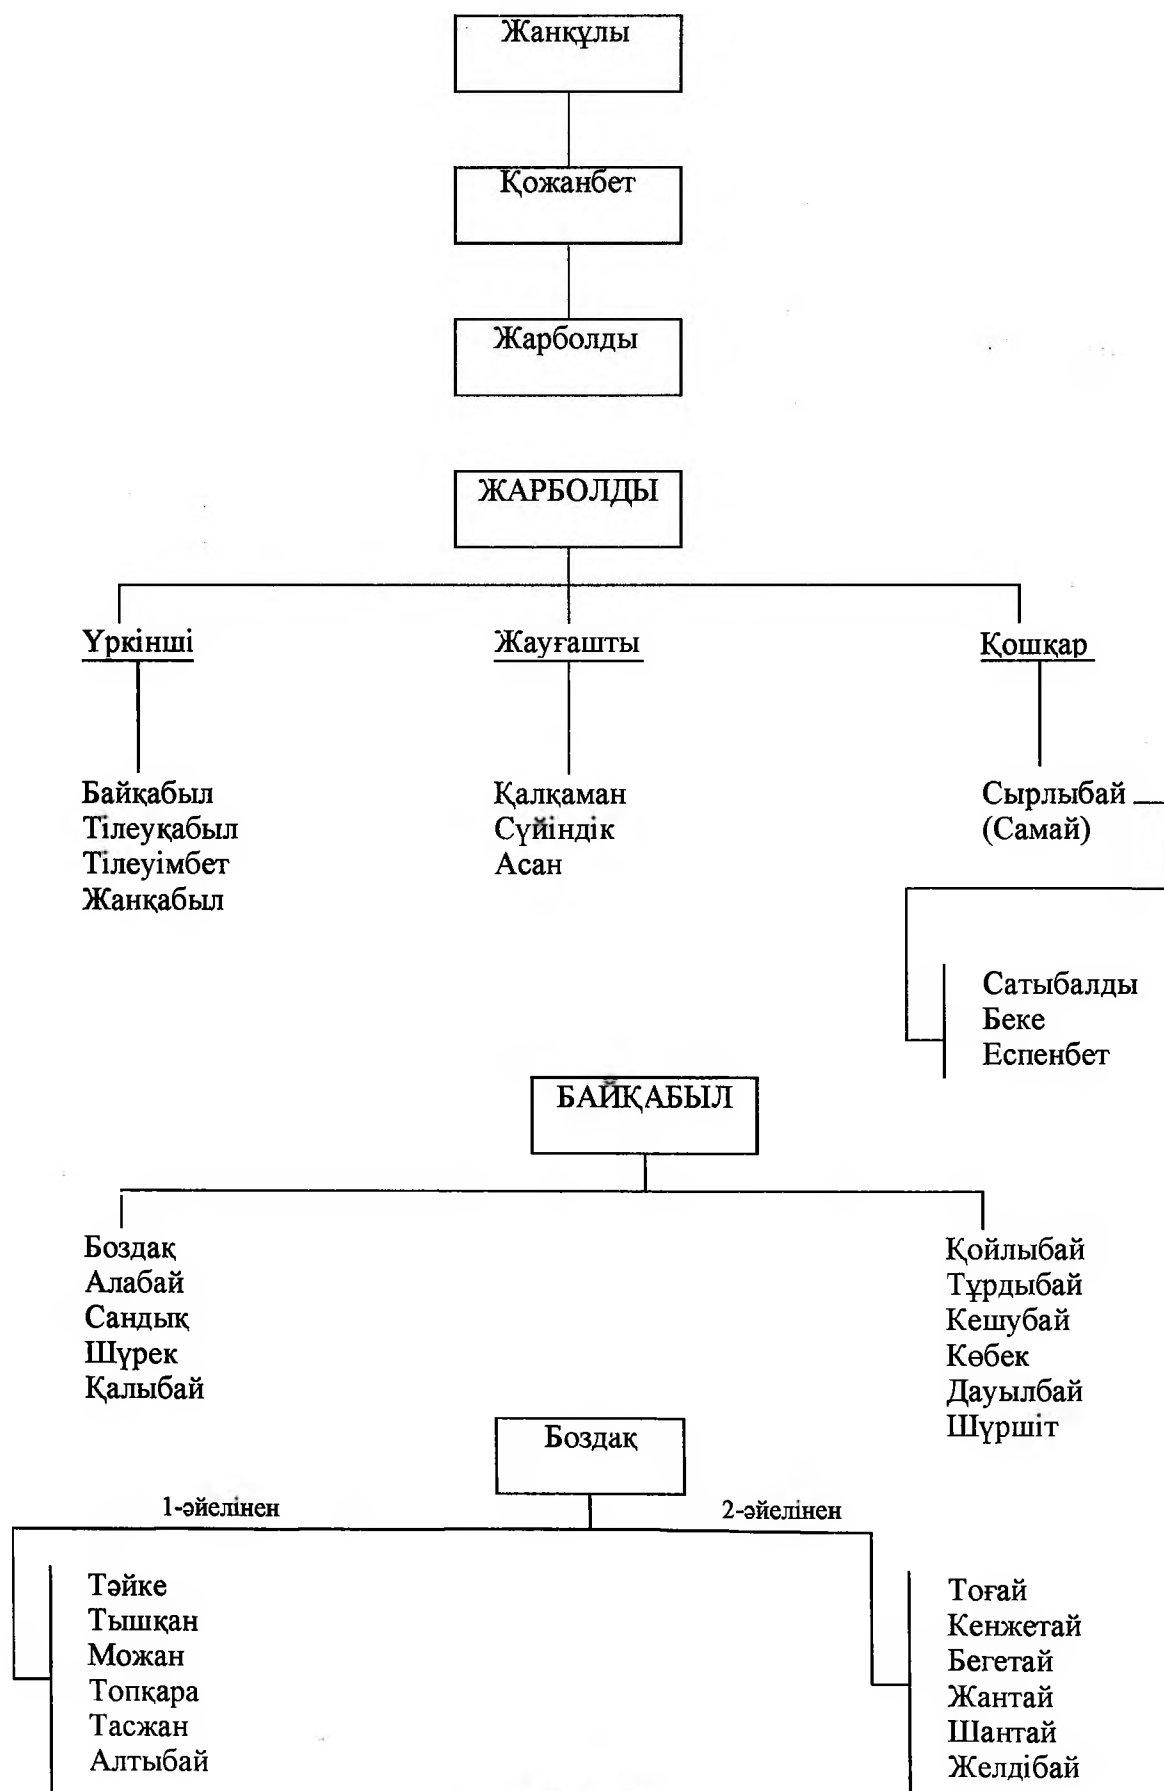 Жанқұлы
Қожанбет
Жарболды
ЖАРБОЛДЫ
Үркінші
Жауғашты
Қошқар
Байқабыл
Тілеуқабыл
Тілеуімбет
Жанқабыл
Қалқаман
Сүйіндік
Асан
Сырлыбай
(Самай)
Сатыбалды
Беке
Еспенбет
БАЙҚАБЫЛ
Боздақ
Алабай
Сандық
Шүрек
Қалыбай
Қойлыбай
Тұрдыбай
Кешубай
Көбек
Дауылбай
Шүршіт
Боздақ
1-әйелінен
2-әйелінен
Тәйке
Тышқан
Можан
Топқара
Тасжан
Алтыбай
Тоғай
Кенжетай
Бегетай
Жантай
Шантай
Желдібай